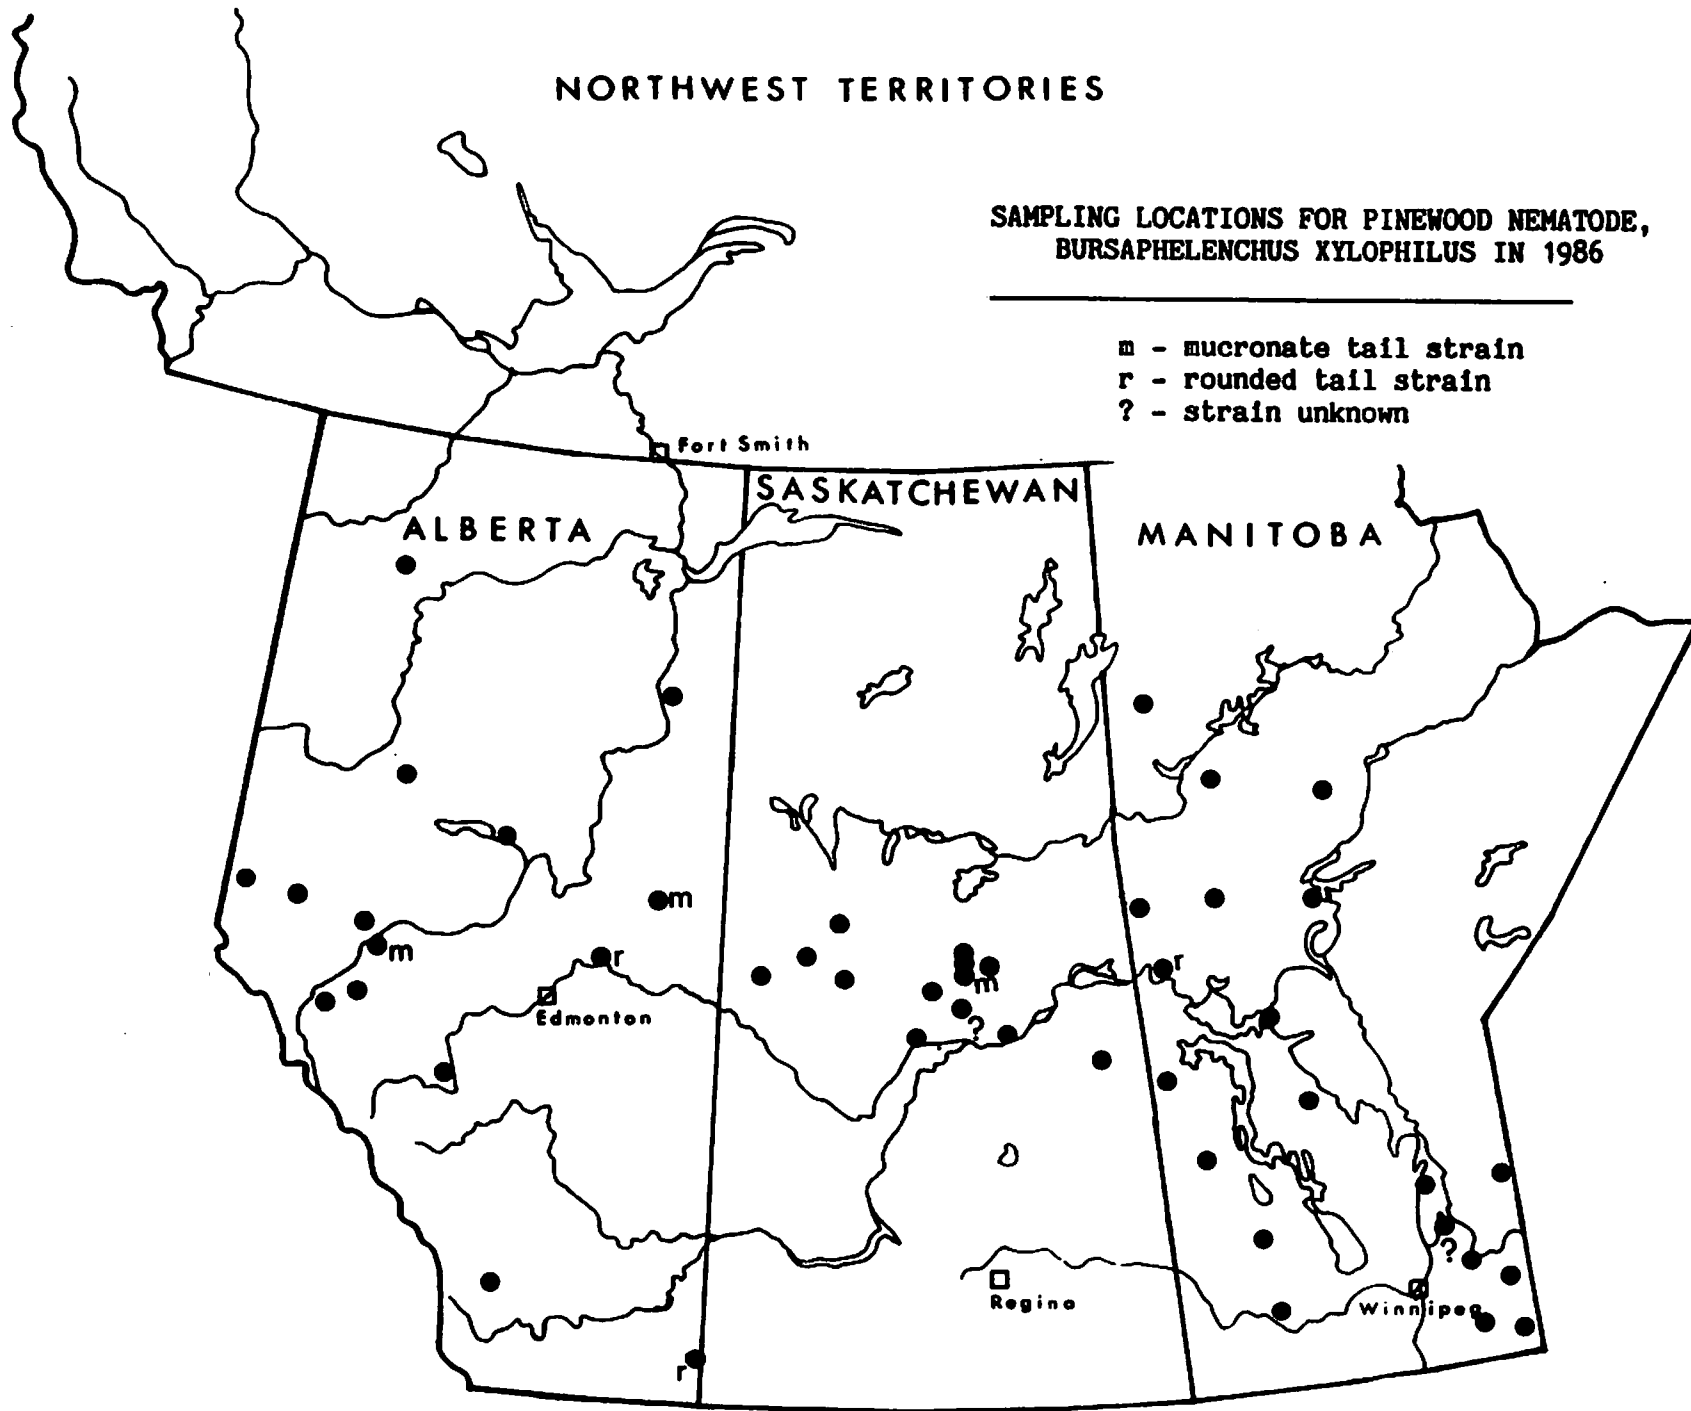 NORTHWEST TERRITORIES
SAMPLING LOCATIONS FOR PINEWOOD NEMATODE,
BURSAPHELENCHUS XYLOPHILUS IN 1986
m - mucronate tail strain
r - rounded tail strain
? - strain unknown
Fort Smith
SASKATCHEWAN
ALBERTA
MANITOBA
m
m
r
r
m
Edmonton
?
?
Regina
Winnipeg
r